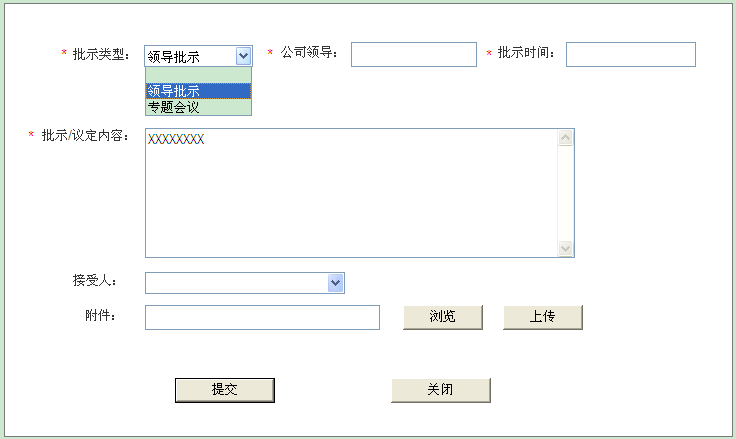 * 批示类型： 领导批示 * 公司领导： * 批示时间：
领导批示
专题会议
* 批示/议定内容： XXXXXXXX
接受人：
附件： 浏览 上传
提交 关闭